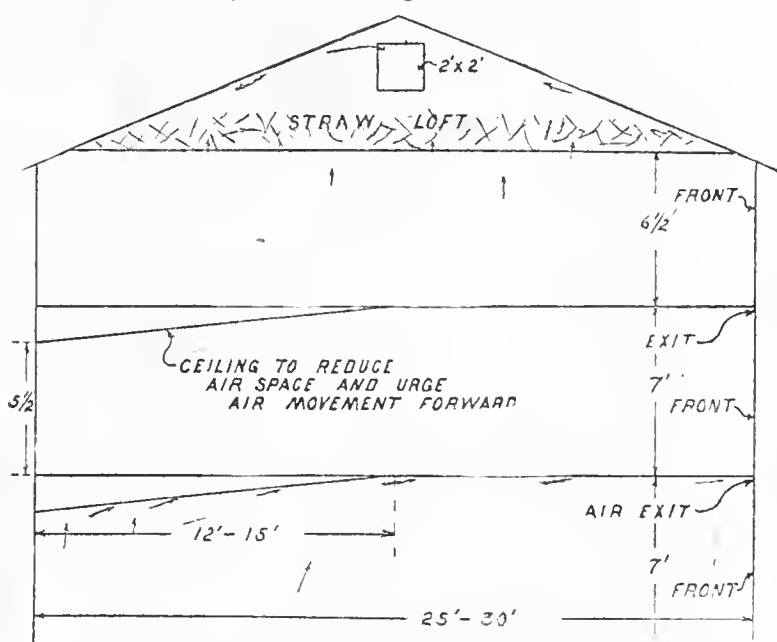 2'x2'
STRAW LOFT
FRONT
6½'
EXIT
CEILING TO REDUCE
AIR SPACE AND URGE
AIR MOVEMENT FORWARD
5½
7'
FRONT
AIR EXIT
12'-15'
7'
FRONT
25'-30'